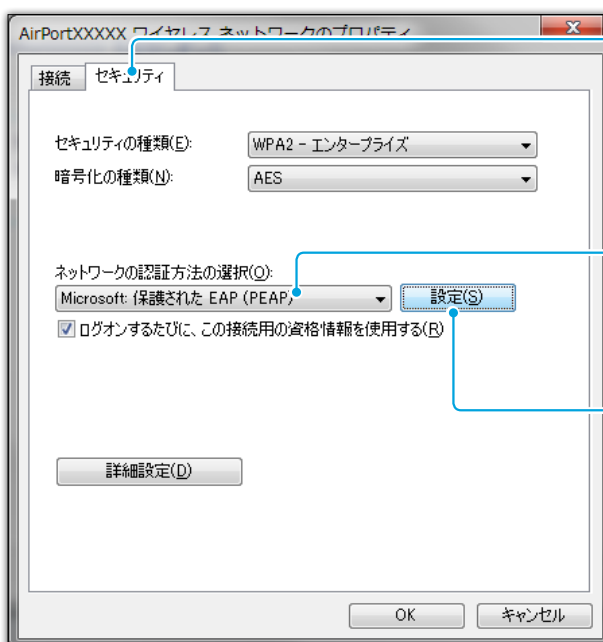 AirPortXXXXX ワイヤレス ネットワークのプロパティ
接続 セキュリティ
セキュリティの種類(E): WPA2 - エンタープライズ
暗号化の種類(N): AES
ネットワークの認証方法の選択(O):
Microsoft: 保護された EAP (PEAP) 設定(S)
ログオンするたびに、この接続用の資格情報を使用する(R)
詳細設定(D)
OK キャンセル